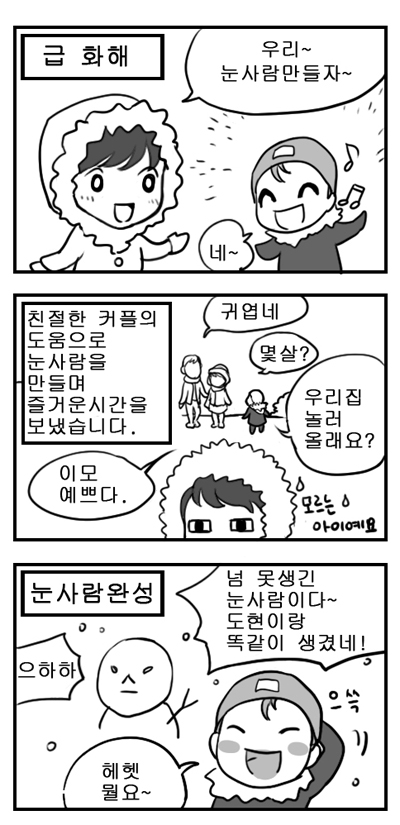 급 화해
우리~
눈사람만들자~
네~
친절한 커플의
도움으로
눈사람을
만들며
즐거운시간을
보냈습니다.
귀엽네
몇살?
우리집
놀러
올래요?
이모
예쁘다.
모르는
아이예요
눈사람완성
넘 못생긴
눈사람이다~
도현이랑
똑같이 생겼네!
으하하
으쓱
헤헷
뭘요~